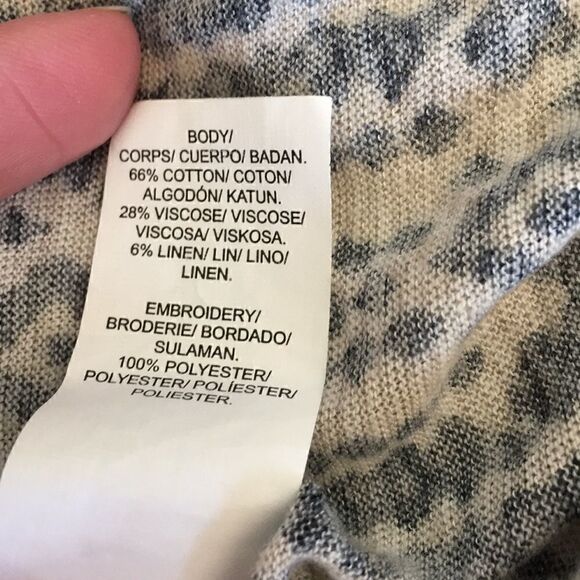 BODY/
CORPS/ CUERPO/ BADAN.
66% COTTON/ COTON/
ALGODÓN/ KATUN.
28% VISCOSE/ VISCOSE/
VISCOSA/ VISKOSA.
6% LINEN/ LIN/ LINO/
LINEN.
EMBROIDERY/
BRODERIE/ BORDADO/
SULAMAN.
100% POLYESTER/
POLYESTER/ POLÍESTER/
POLIESTER.